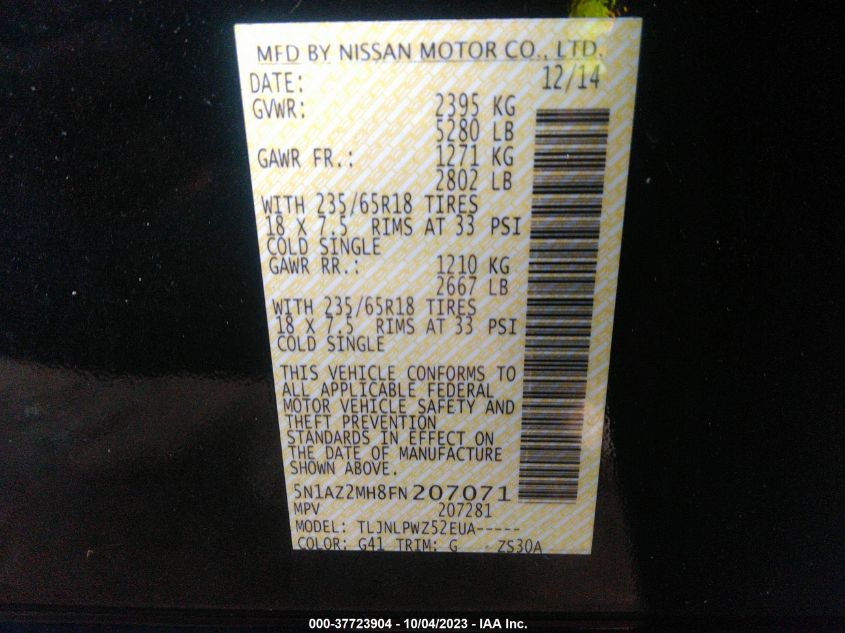 MFD BY NISSAN MOTOR CO., LTD.
DATE: 12/14
GVWR: 2395 KG
5280 LB
GAWR FR.: 1271 KG
2802 LB
WITH 235/65R18 TIRES
18 X 7.5 RIMS AT 33 PSI
COLD SINGLE
GAWR RR.: 1210 KG
2667 LB
WITH 235/65R18 TIRES
18 X 7.5 RIMS AT 33 PSI
COLD SINGLE
THIS VEHICLE CONFORMS TO
ALL APPLICABLE FEDERAL
MOTOR VEHICLE SAFETY AND
THEFT PREVENTION
STANDARDS IN EFFECT ON
THE DATE OF MANUFACTURE
SHOWN ABOVE.
5N1AZ2MH8FN207071
MPV 207281
MODEL: TLJNLPWZ52EUA-----
COLOR: G41 TRIM: G ZS30A
000-37723904 - 10/04/2023 - IAA Inc.